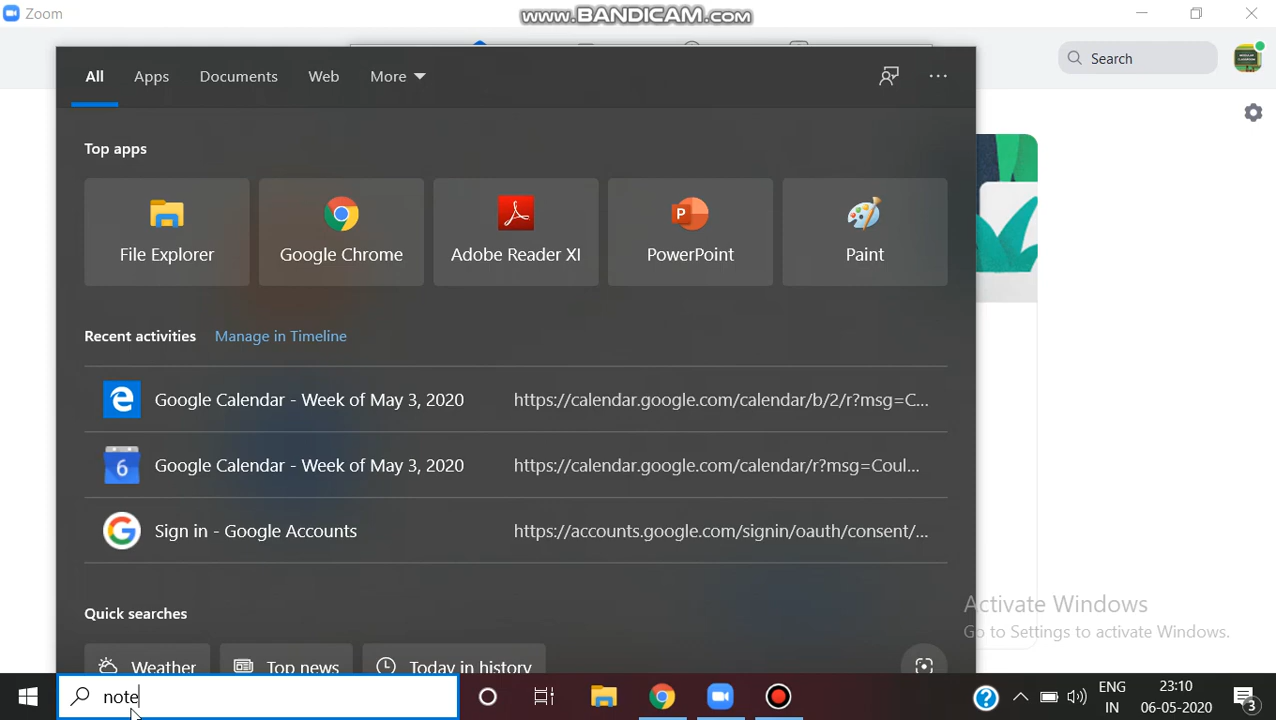 Zoom
www.BANDICAM.com
All Apps Documents Web More
Search
Top apps
File Explorer
Google Chrome
Adobe Reader XI
PowerPoint
Paint
Recent activities Manage in Timeline
Google Calendar - Week of May 3, 2020 https://calendar.google.com/calendar/b/2/r?msg=C...
6
Google Calendar - Week of May 3, 2020 https://calendar.google.com/calendar/r?msg=Coul...
Sign in - Google Accounts https://accounts.google.com/signin/oauth/consent/...
Activate Windows
Go to Settings to activate Windows.
Quick searches
Weather Top news Today in history
note
ENG
IN
23:10
06-05-2020
3